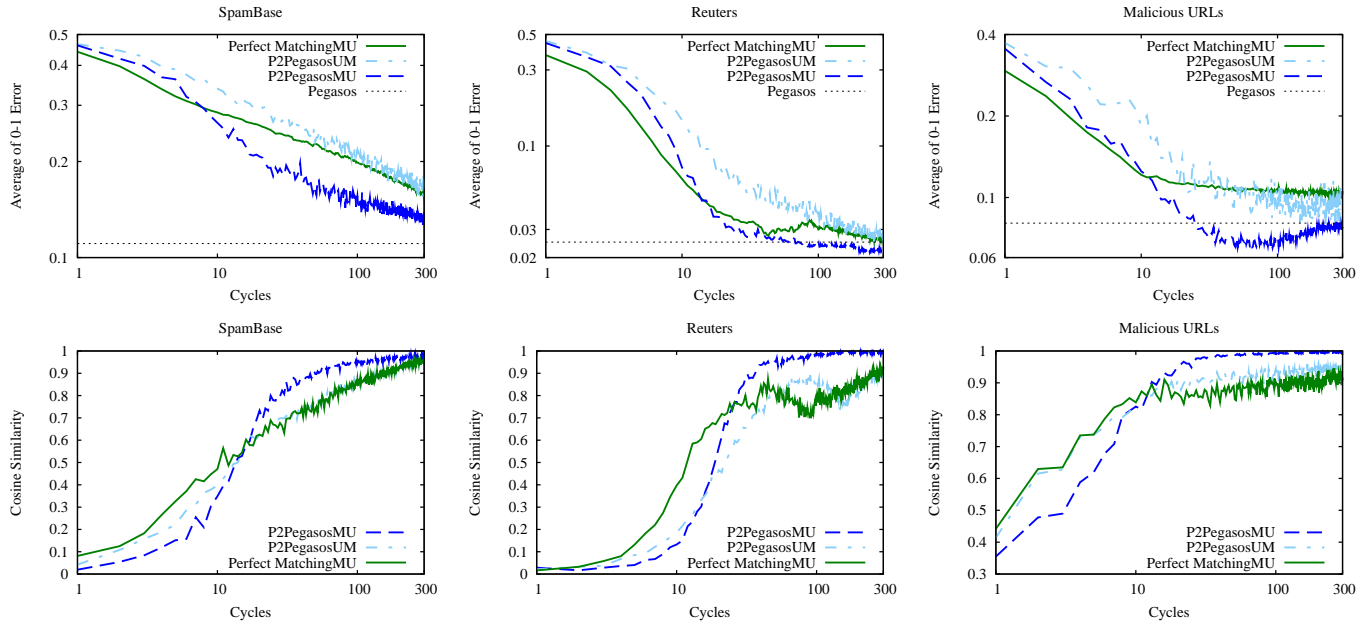 SpamBase
Average of 0-1 Error
0.5
0.4
0.3
0.2
0.1
1
10
100
300
Cycles
Perfect MatchingMU
P2PegasosUM
P2PegasosMU
Pegasos
Reuters
Average of 0-1 Error
0.5
0.3
0.1
0.03
0.02
1
10
100
300
Cycles
Perfect MatchingMU
P2PegasosUM
P2PegasosMU
Pegasos
Malicious URLs
Average of 0-1 Error
0.4
0.2
0.1
0.06
1
10
100
300
Cycles
Perfect MatchingMU
P2PegasosUM
P2PegasosMU
Pegasos
SpamBase
Cosine Similarity
1
0.9
0.8
0.7
0.6
0.5
0.4
0.3
0.2
0.1
0
1
10
100
300
Cycles
P2PegasosMU
P2PegasosUM
Perfect MatchingMU
Reuters
Cosine Similarity
1
0.9
0.8
0.7
0.6
0.5
0.4
0.3
0.2
0.1
0
1
10
100
300
Cycles
P2PegasosMU
P2PegasosUM
Perfect MatchingMU
Malicious URLs
Cosine Similarity
1
0.9
0.8
0.7
0.6
0.5
0.4
0.3
1
10
100
300
Cycles
P2PegasosMU
P2PegasosUM
Perfect MatchingMU